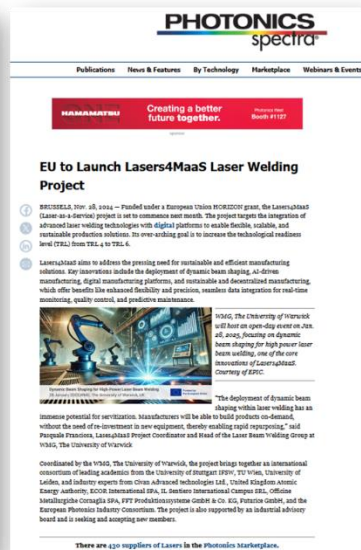 PHOTONICS
spectra®
Publications News & Features By Technology Marketplace Webinars & Events
HAMAMATSU
Creating a better
future together.
Photonics West
Booth #1127
EU to Launch Lasers4MaaS Laser Welding
Project
BRUSSELS, Nov. 28, 2024 — Funded under a European Union HORIZON grant, the Lasers4MaaS
(Laser-as-a-Service) project is set to commence next month. The project targets the integration of
advanced laser welding technologies with digital platforms to enable flexible, scalable, and
sustainable production solutions. Its over-arching goal is to increase the technological readiness
level (TRL) from TRL 4 to TRL 6.
Lasers4MaaS aims to address the pressing need for sustainable and efficient manufacturing
solutions. Key innovations include the deployment of dynamic beam shaping, AI-driven
manufacturing, digital manufacturing platforms, and sustainable and decentralized manufacturing,
which offer benefits like enhanced flexibility and precision, seamless data integration for real-time
monitoring, quality control, and predictive maintenance.
WMG, The University of Warwick
will host an open-day event on Jan.
28, 2025, focusing on dynamic
beam shaping for high power laser
beam welding, one of the core
innovations of Lasers4MaaS.
Courtesy of EPIC.
Dynamic Beam Shaping for High-Power Laser Beam Welding
"The deployment of dynamic beam
shaping within laser welding has an
immense potential for servitization. Manufacturers will be able to build products on-demand,
without the need of re-investment in new equipment, thereby enabling rapid repurposing," said
Pasquale Franciosa, Lasers4MaaS Project Coordinator and Head of the Laser Beam Welding Group at
WMG, The University of Warwick
Coordinated by the WMG, The University of Warwick, the project brings together an international
consortium of leading academics from the University of Stuttgart IFSW, TU Wien, University of
Leiden, and industry experts from Civan Advanced technologies Ltd., United Kingdom Atomic
Energy Authority, ECOR International SPA, Il Sentiero International Campus SRL, Officine
Metallurgiche Cornaglia SPA, FFT Produktionssysteme GmbH & Co. KG, Futurice GmbH, and the
European Photonics Industry Consortium. The project is also supported by an industrial advisory
board and is seeking and accepting new members.
There are 430 suppliers of Lasers in the Photonics Marketplace.